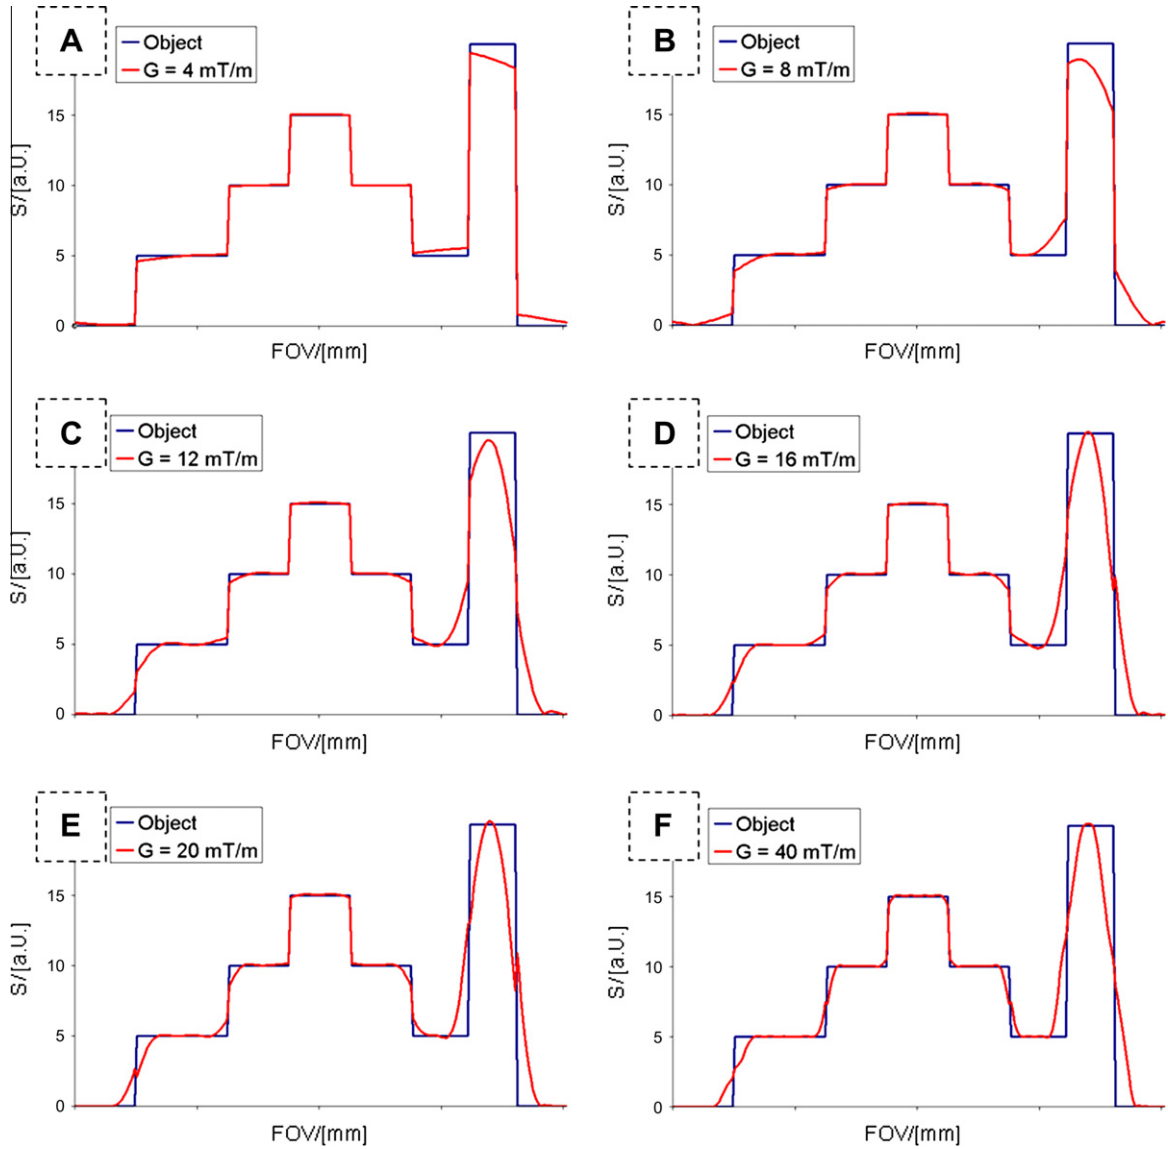 A
Object
G = 4 mT/m
15
10
5
0
S/[a.U.]
FOV/[mm]
B
Object
G = 8 mT/m
15
10
5
0
S/[a.U.]
FOV/[mm]
C
Object
G = 12 mT/m
15
10
5
0
S/[a.U.]
FOV/[mm]
D
Object
G = 16 mT/m
15
10
5
0
S/[a.U.]
FOV/[mm]
E
Object
G = 20 mT/m
15
10
5
0
S/[a.U.]
FOV/[mm]
F
Object
G = 40 mT/m
15
10
5
0
S/[a.U.]
FOV/[mm]